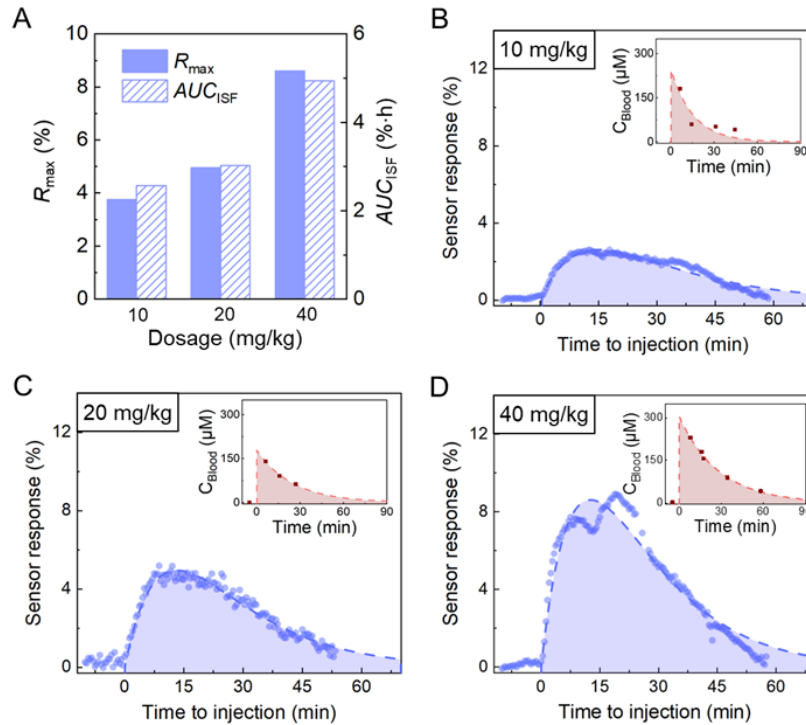 A
10
8
6
4
2
0
R_max (%)
R_max
AUC_ISF
6
4
2
0
AUC_ISF (%·h)
10 20 40
Dosage (mg/kg)
B
10 mg/kg
12
8
4
0
Sensor response (%)
0 15 30 45 60
Time to injection (min)
300
150
0
C_Blood (µM)
0 30 60 90
Time (min)
C
20 mg/kg
12
8
4
0
Sensor response (%)
0 15 30 45 60
Time to injection (min)
300
150
0
C_Blood (µM)
0 30 60 90
Time (min)
D
40 mg/kg
12
8
4
0
Sensor response (%)
0 15 30 45 60
Time to injection (min)
300
150
0
C_Blood (µM)
0 30 60 90
Time (min)